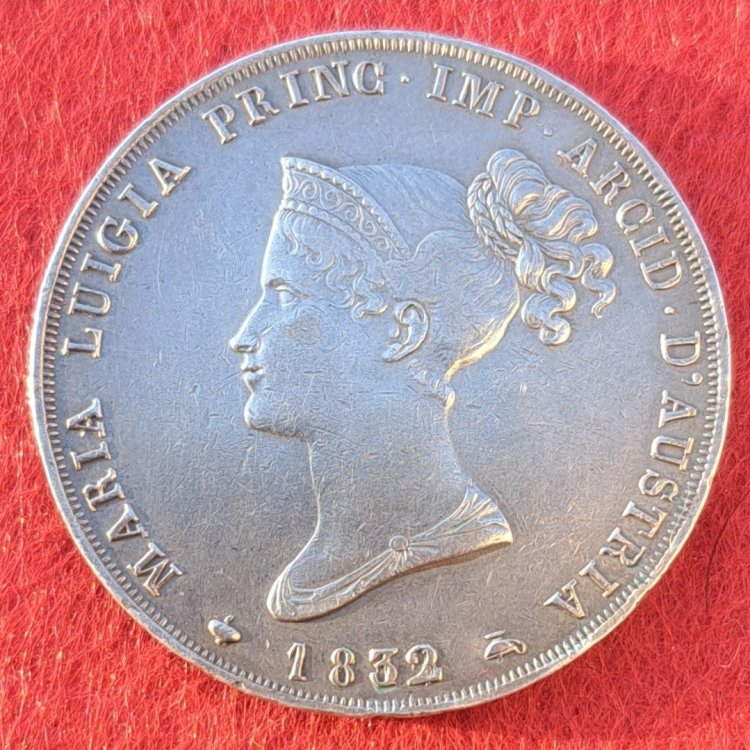 MARIA LUIGIA PRINC · IMP · ARCID · D'AUSTRIA
1832